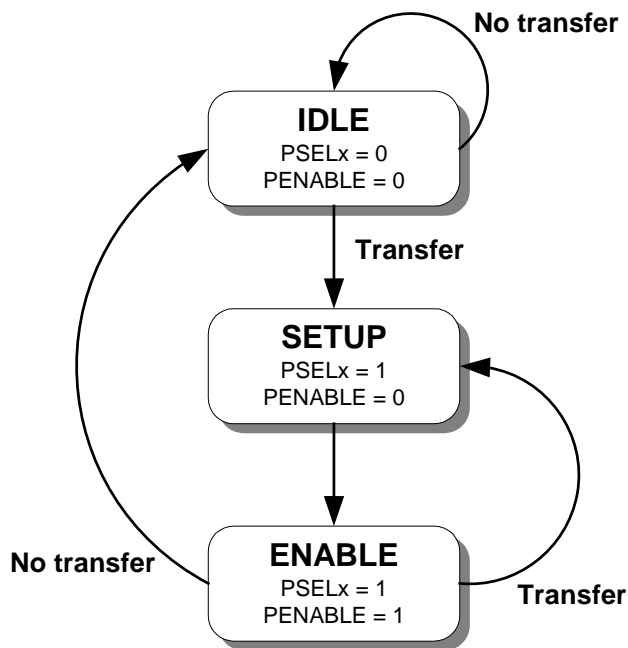 No transfer
IDLE
PSELx = 0
PENABLE = 0
Transfer
SETUP
PSELx = 1
PENABLE = 0
ENABLE
PSELx = 1
PENABLE = 1
No transfer
Transfer